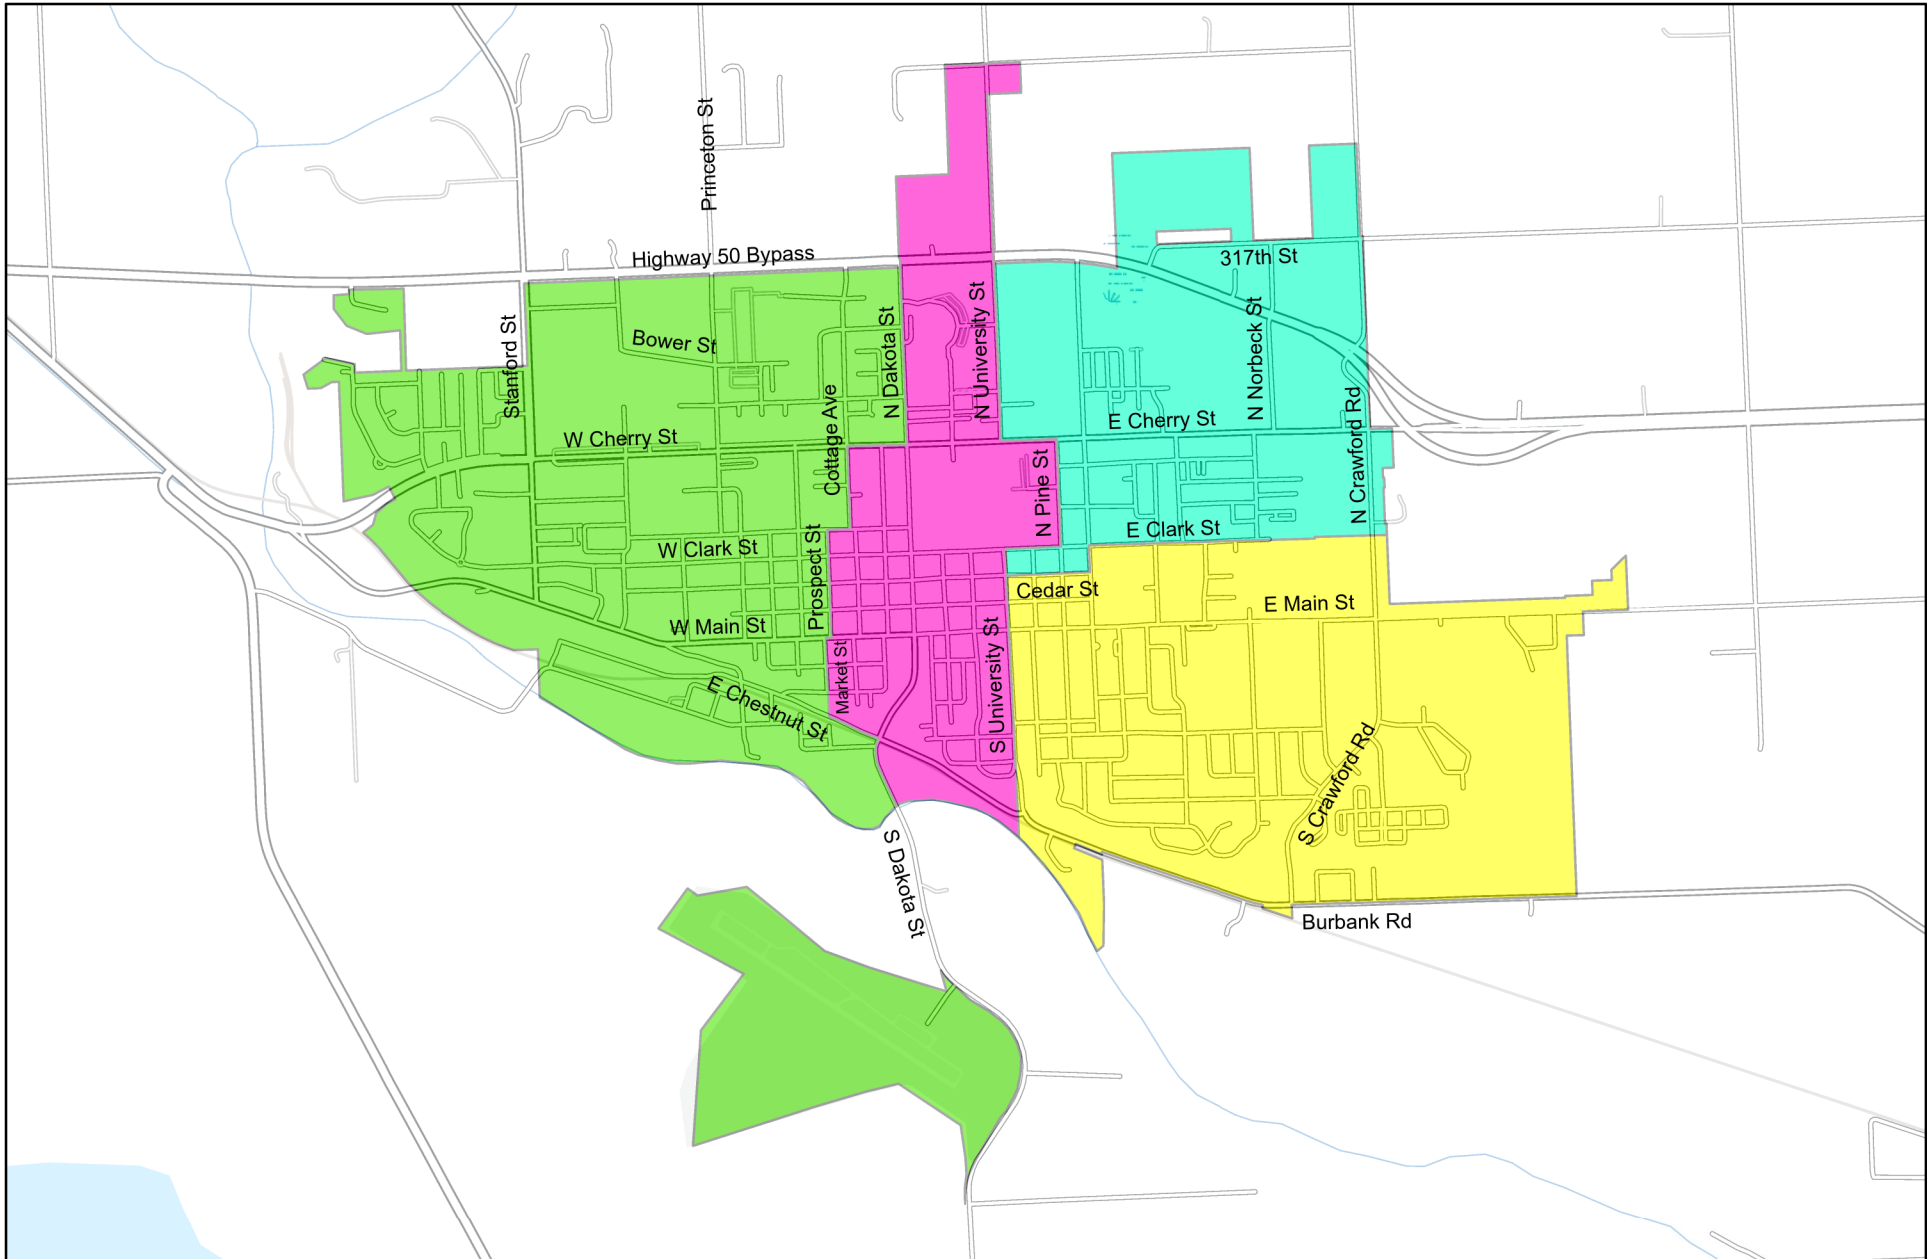 Princeton St
Highway 50 Bypass
317th St
Stanford St
Bower St
N Dakota St
N University St
N Norbeck St
Cottage Ave
W Cherry St
E Cherry St
N Crawford Rd
N Pine St
W Clark St
Prospect St
E Clark St
Cedar St
E Main St
W Main St
Market St
S University St
E Chestnut St
S Crawford Rd
S Dakota St
Burbank Rd